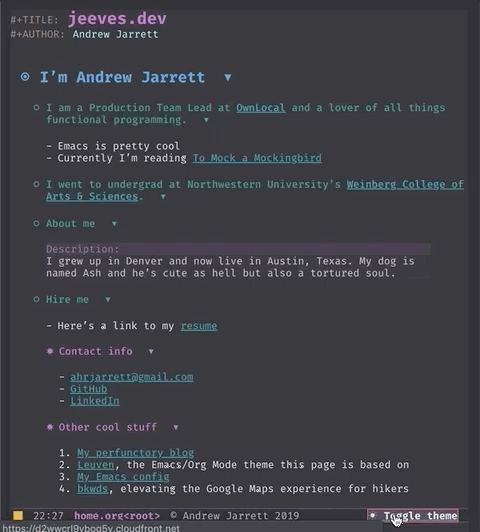 #+TITLE: jeeves.dev
#+AUTHOR: Andrew Jarrett
I'm Andrew Jarrett ▼
I am a Production Team Lead at OwnLocal and a lover of all things
functional programming. ▼
- Emacs is pretty cool
- Currently I'm reading To Mock a Mockingbird
I went to undergrad at Northwestern University's Weinberg College of
Arts & Sciences. ▼
About me ▼
Description:
I grew up in Denver and now live in Austin, Texas. My dog is
named Ash and he's cute as hell but also a tortured soul.
Hire me ▼
- Here's a link to my resume
Contact info ▼
- ahrjarrett@gmail.com
- GitHub
- LinkedIn
Other cool stuff ▼
1. My perfunctory blog
2. Leuven, the Emacs/Org Mode theme this page is based on
3. My Emacs config
4. bkwds, elevating the Google Maps experience for hikers
22:27 home.org<root> © Andrew Jarrett 2019 Toggle theme